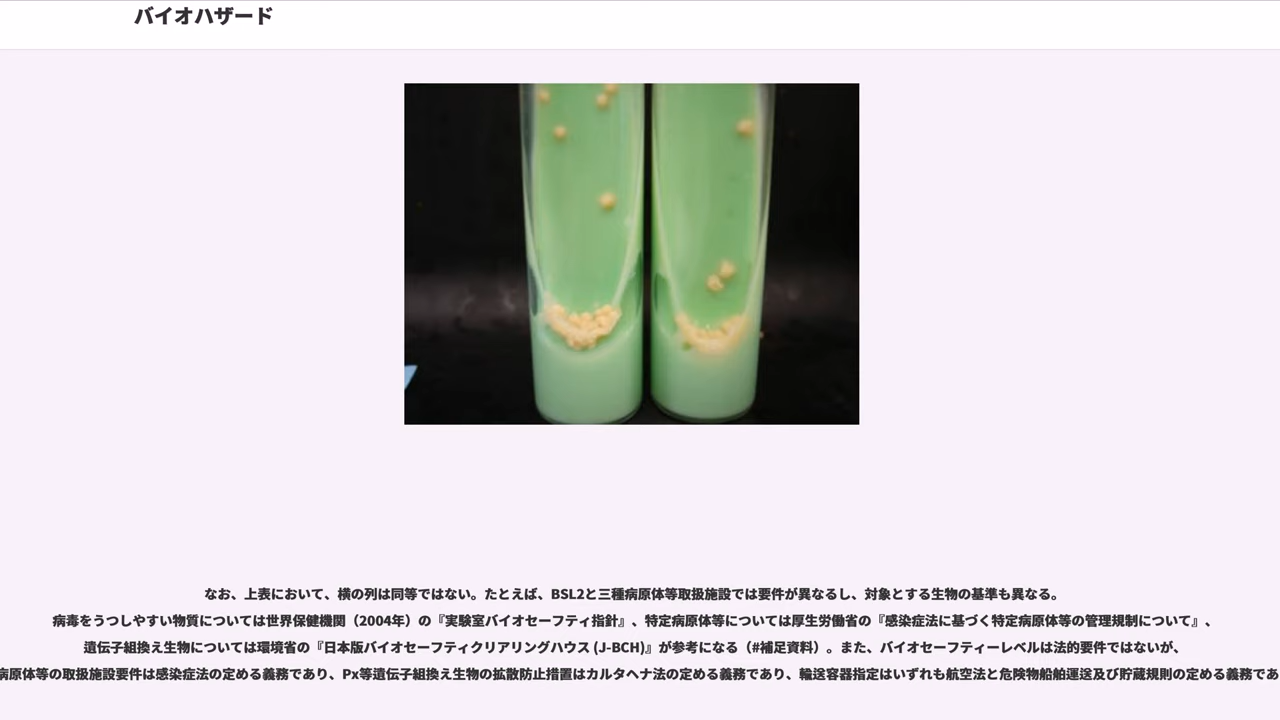 バイオハザード
なお、上表において、横の列は同等ではない。たとえば、BSL2と三種病原体等取扱施設では要件が異なるし、対象とする生物の基準も異なる。
病毒をうつしやすい物質については世界保健機関（2004年）の『実験室バイオセーフティ指針』、特定病原体等については厚生労働省の『感染症法に基づく特定病原体等の管理規制について』、
遺伝子組換え生物については環境省の『日本版バイオセーフティクリアリングハウス (J-BCH)』が参考になる（#補足資料）。また、バイオセーフティーレベルは法的要件ではないが、
病原体等の取扱施設要件は感染症法の定める義務であり、Px等遺伝子組換え生物の拡散防止措置はカルタヘナ法の定める義務であり、輸送容器指定はいずれも航空法と危険物船舶運送及び貯蔵規則の定める義務であ